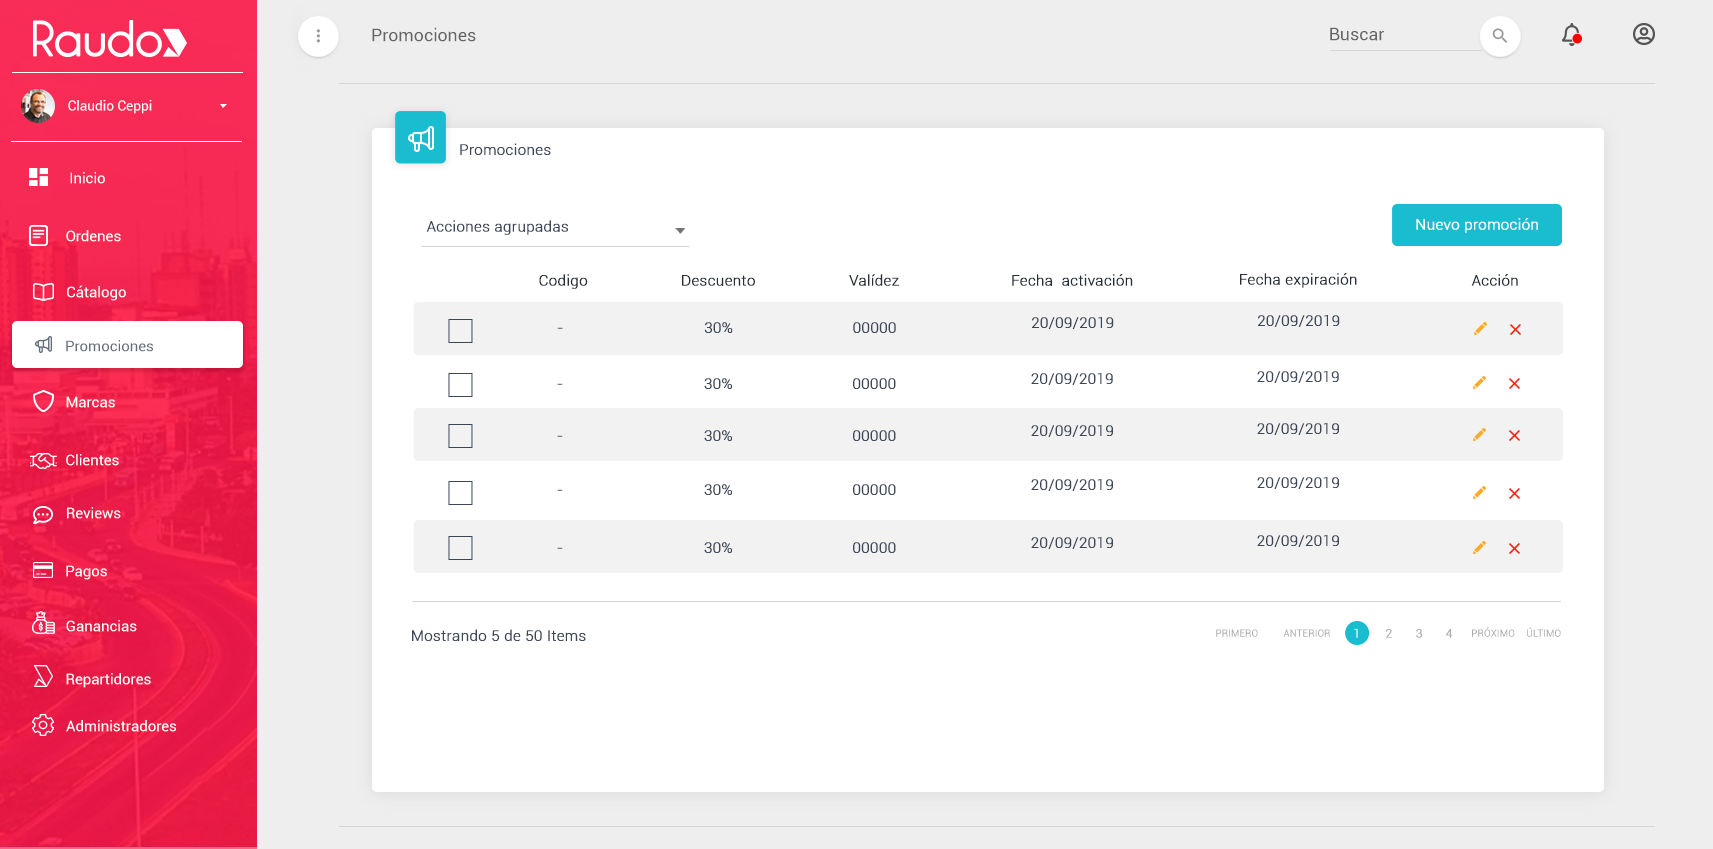 Raudo
Claudio Ceppi
Inicio
Ordenes
Cátalogo
Promociones
Marcas
Clientes
Reviews
Pagos
Ganancias
Repartidores
Administradores
Promociones
Buscar
Promociones
Acciones agrupadas
Nuevo promoción
Codigo Descuento Valídez Fecha activación Fecha expiración Acción
- 30% 00000 20/09/2019 20/09/2019
- 30% 00000 20/09/2019 20/09/2019
- 30% 00000 20/09/2019 20/09/2019
- 30% 00000 20/09/2019 20/09/2019
- 30% 00000 20/09/2019 20/09/2019
Mostrando 5 de 50 Items
PRIMERO ANTERIOR 1 2 3 4 PRÓXIMO ÚLTIMO